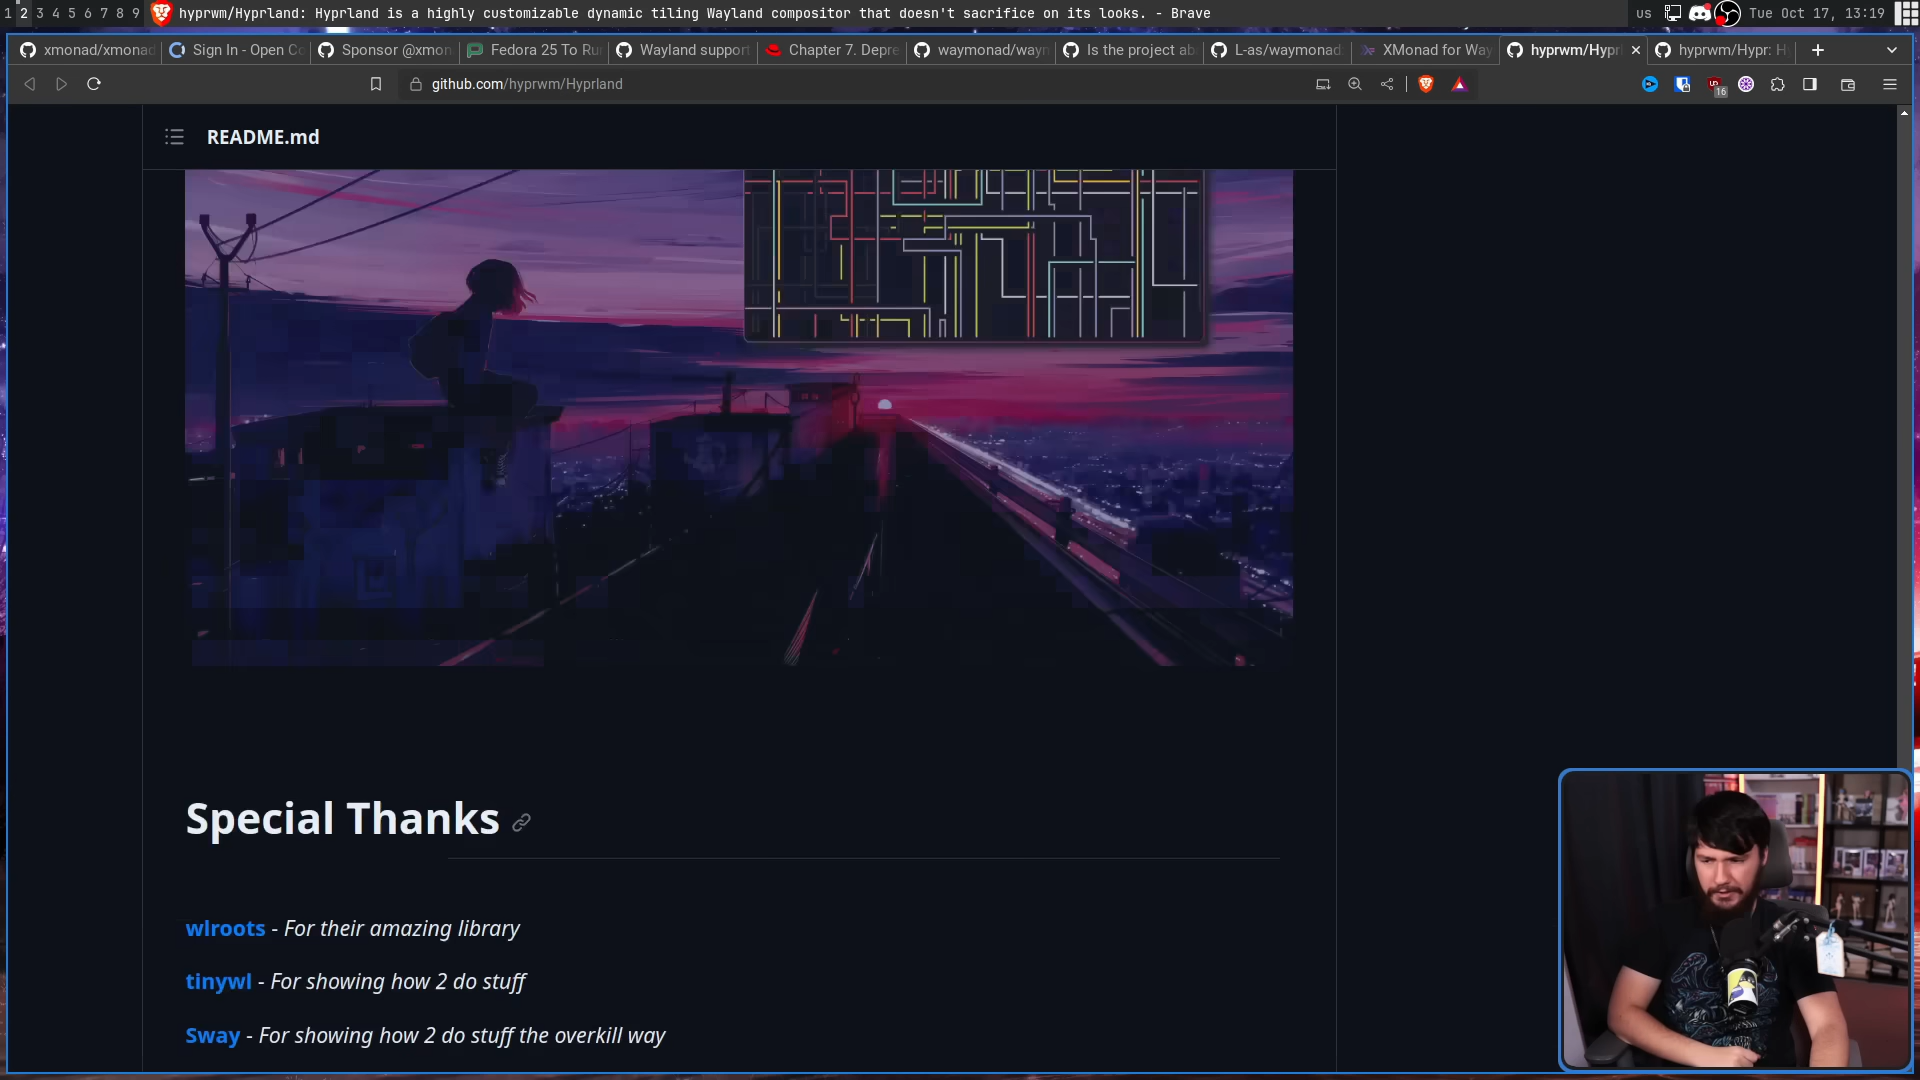 1 2 3 4 5 6 7 8 9 hyprwm/Hyprland: Hyprland is a highly customizable dynamic tiling Wayland compositor that doesn't sacrifice on its looks. - Brave us Tue Oct 17, 13:19
xmonad/xmonad Sign In - Open Co Sponsor @xmon Fedora 25 To Run Wayland support Chapter 7. Depre waymonad/wayn Is the project ab L-as/waymonad XMonad for Way hyprwm/Hypr hyprwm/Hypr: H
github.com/hyprwm/Hyprland 16
README.md
Special Thanks
wlroots - For their amazing library
tinywl - For showing how 2 do stuff
Sway - For showing how 2 do stuff the overkill way